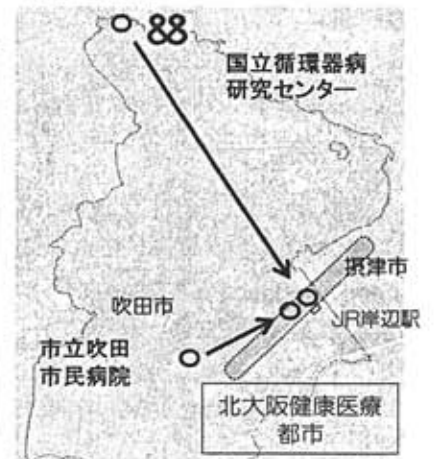 88
国立循環器病
研究センター
摂津市
吹田市
JR岸辺駅
市立吹田
市民病院
北大阪健康医療
都市